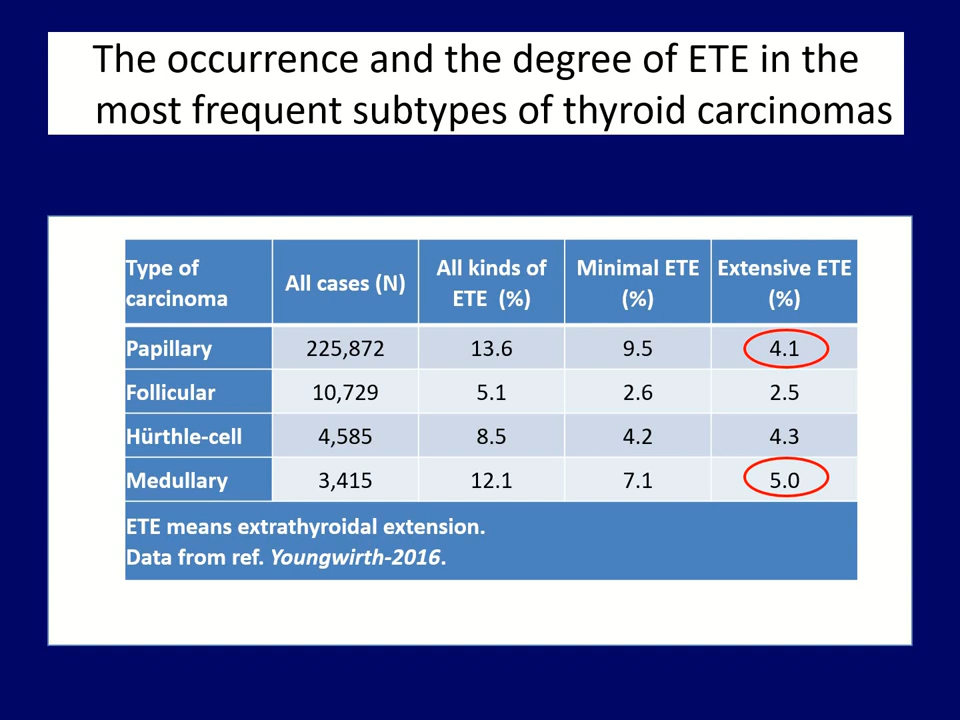 The occurrence and the degree of ETE in the
most frequent subtypes of thyroid carcinomas
Type of carcinoma All cases (N) All kinds of ETE (%) Minimal ETE (%) Extensive ETE (%)
Papillary 225,872 13.6 9.5 4.1
Follicular 10,729 5.1 2.6 2.5
Hürthle-cell 4,585 8.5 4.2 4.3
Medullary 3,415 12.1 7.1 5.0
ETE means extrathyroidal extension.
Data from ref. Youngwirth-2016.